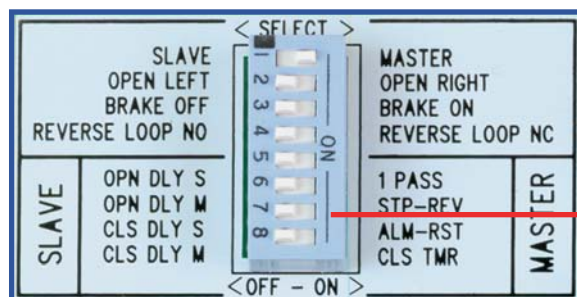 < SELECT >
SLAVE 1 MASTER
OPEN LEFT 2 OPEN RIGHT
BRAKE OFF 3 BRAKE ON
REVERSE LOOP NO 4 REVERSE LOOP NC
ON
5
OPN DLY S 6 1 PASS
OPN DLY M 7 STP-REV
CLS DLY S 8 ALM-RST
CLS DLY M CLS TMR
SLAVE
MASTER
<OFF - ON >